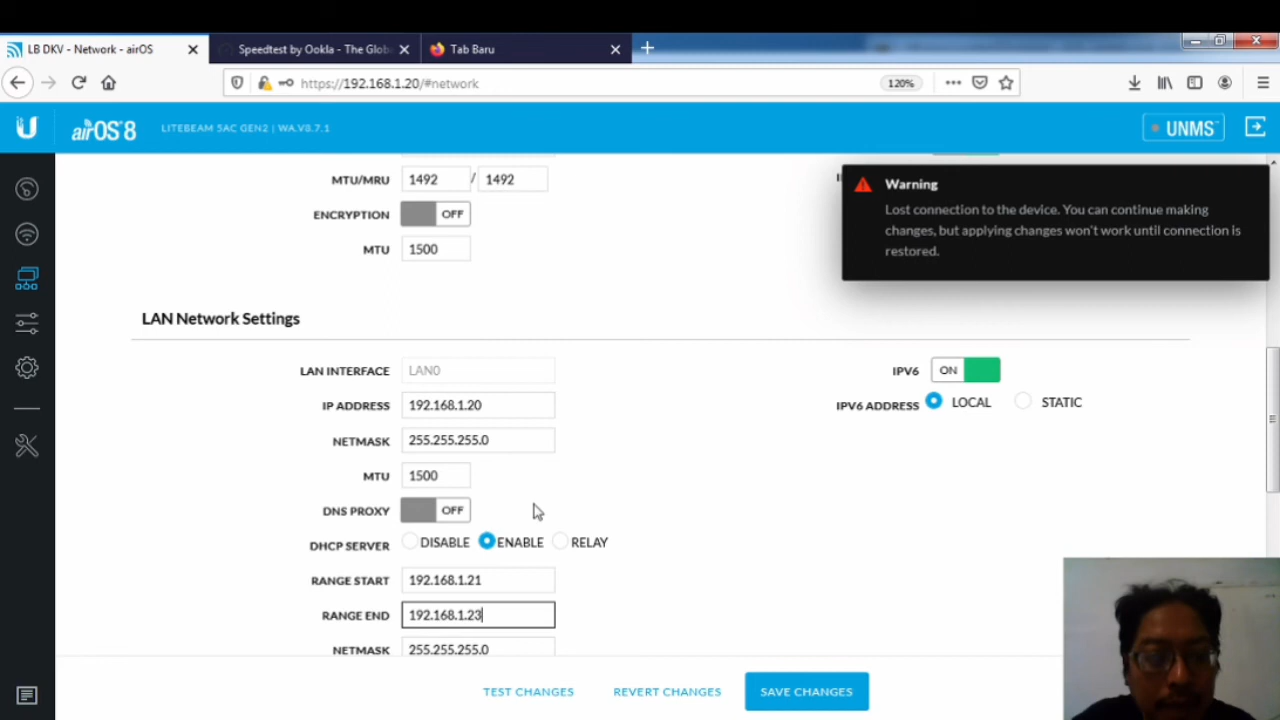 LB DKV - Network - airOS
Speedtest by Ookla - The Glob
Tab Baru
https://192.168.1.20/#network
120%
airOS 8
LITEBEAM 5AC GEN2 | WA.V8.7.1
UNMS
Warning
Lost connection to the device. You can continue making
changes, but applying changes won't work until connection is
restored.
MTU/MRU 1492 / 1492
ENCRYPTION OFF
MTU 1500
LAN Network Settings
LAN INTERFACE LAN0
IPV6 ON
IP ADDRESS 192.168.1.20
IPV6 ADDRESS LOCAL STATIC
NETMASK 255.255.255.0
MTU 1500
DNS PROXY OFF
DHCP SERVER DISABLE ENABLE RELAY
RANGE START 192.168.1.21
RANGE END 192.168.1.23
NETMASK 255.255.255.0
TEST CHANGES REVERT CHANGES SAVE CHANGES